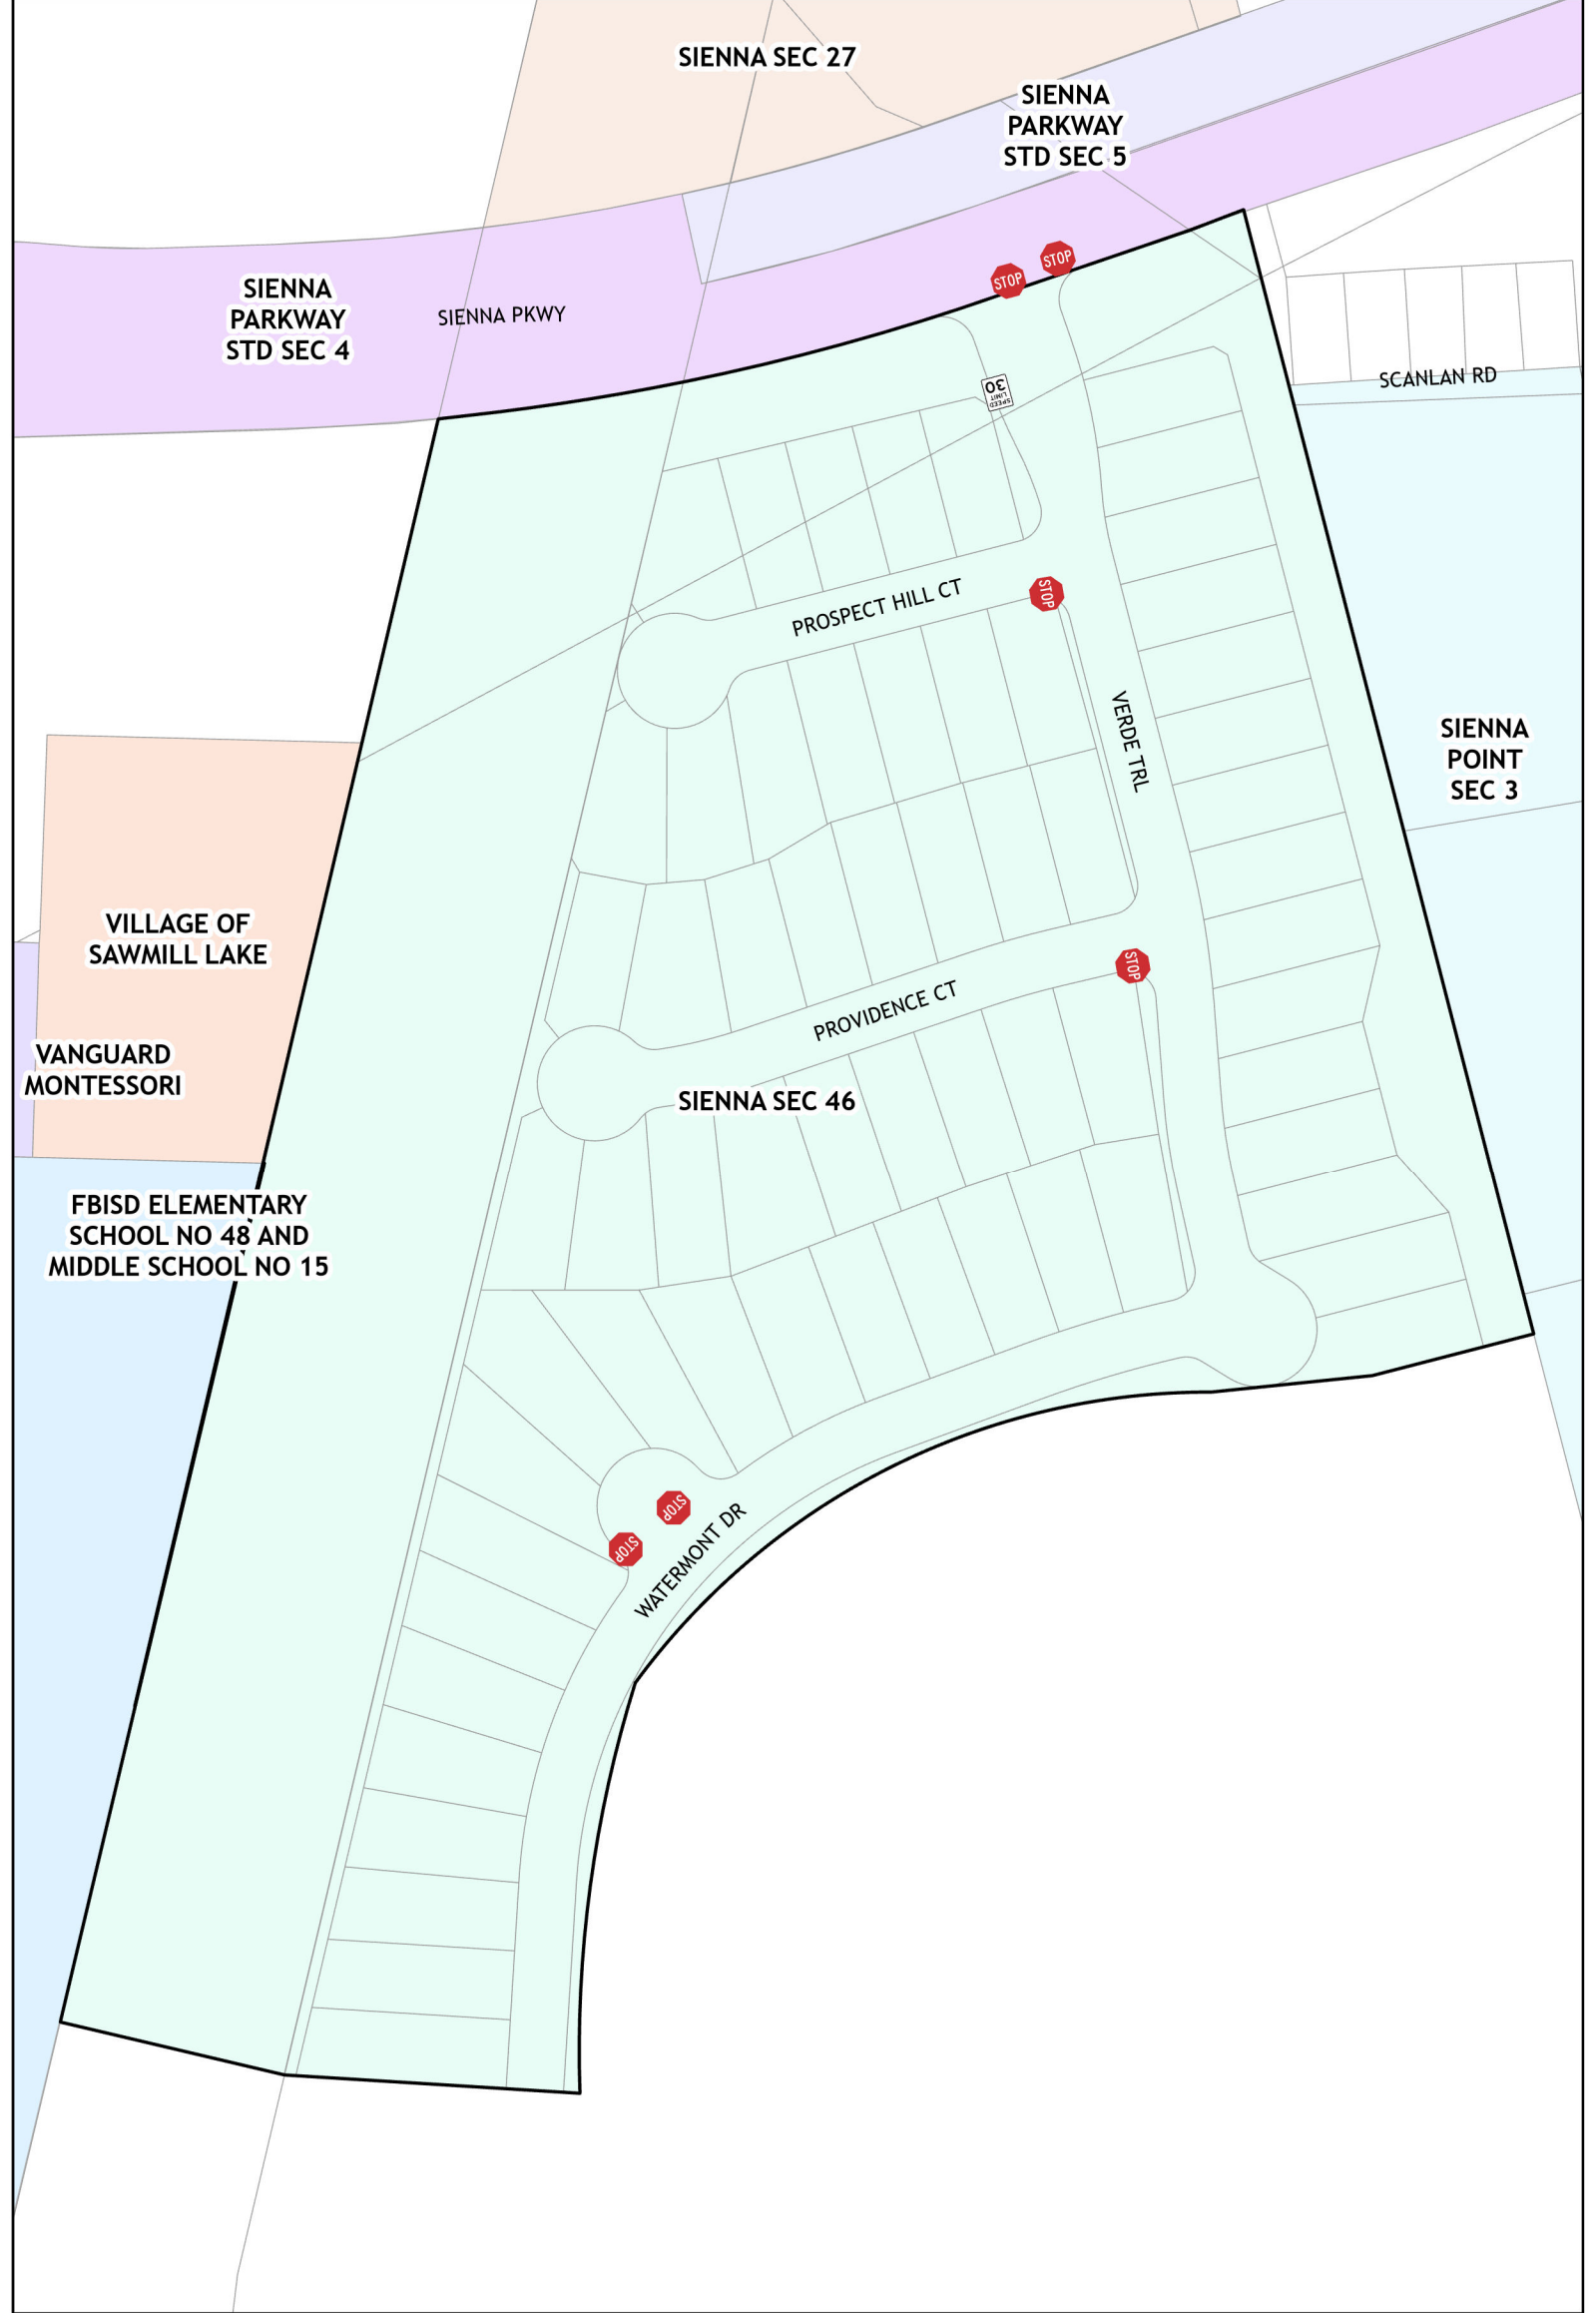 SIENNA SEC 27
SIENNA
PARKWAY
STD SEC 5
SIENNA
PARKWAY
STD SEC 4
SIENNA PKWY
STOP
STOP
SPEED
LIMIT
30
SCANLAN RD
PROSPECT HILL CT
STOP
VERDE TRL
SIENNA
POINT
SEC 3
VILLAGE OF
SAWMILL LAKE
VANGUARD
MONTESSORI
PROVIDENCE CT
STOP
SIENNA SEC 46
FBISD ELEMENTARY
SCHOOL NO 48 AND
MIDDLE SCHOOL NO 15
STOP
STOP
WATERMONT DR